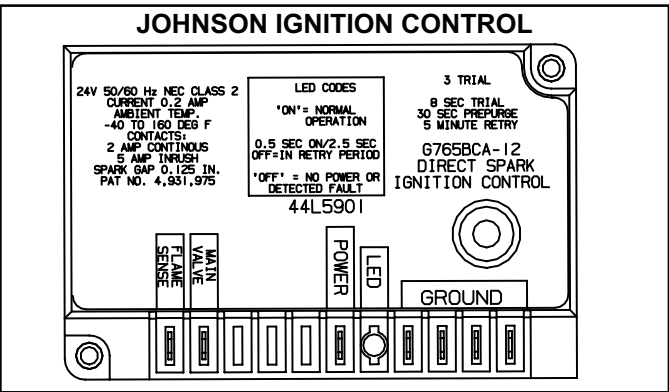 JOHNSON IGNITION CONTROL
24V 50/60 Hz NEC CLASS 2
CURRENT 0.2 AMP
AMBIENT TEMP.
-40 TO 160 DEG F
CONTACTS:
2 AMP CONTINOUS
5 AMP INRUSH
SPARK GAP 0.125 IN.
PAT NO. 4,931,975
LED CODES
'ON'= NORMAL
OPERATION
0.5 SEC ON/2.5 SEC
OFF=IN RETRY PERIOD
'OFF' = NO POWER OR
DETECTED FAULT
44L5901
3 TRIAL
8 SEC TRIAL
30 SEC PREPURGE
5 MINUTE RETRY
G765BCA-12
DIRECT SPARK
IGNITION CONTROL
FLAME
SENSE
MAIN
VALVE
POWER
LED
GROUND